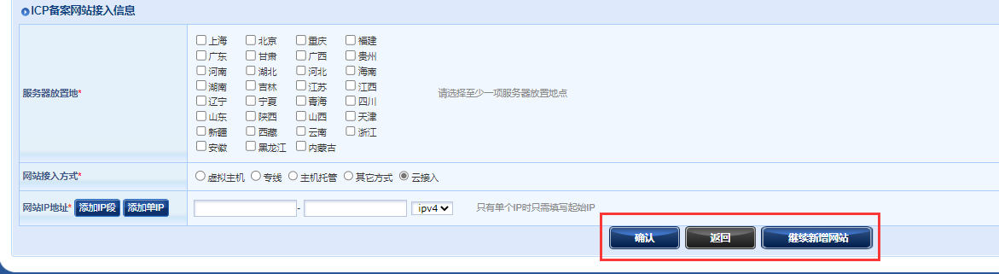 ICP备案网站接入信息
上海 北京 重庆 福建
广东 甘肃 广西 贵州
河南 湖北 河北 海南
服务器放置地* 湖南 吉林 江苏 江西 请选择至少一项服务器放置地点
辽宁 宁夏 青海 四川
山东 陕西 山西 天津
新疆 西藏 云南 浙江
安徽 黑龙江 内蒙古
网站接入方式* 虚拟主机 专线 主机托管 其它方式 云接入
网站IP地址* 添加IP段 添加单IP - ipv4 只有单个IP时只需填写起始IP
确认 返回 继续新增网站